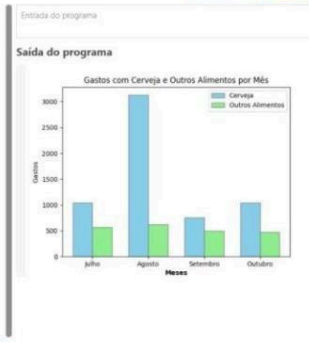 Entrada do programa
Saída do programa
Gastos com Cerveja e Outros Alimentos por Mês
Cerveja
Outros Alimentos
3000
2500
2000
1500
1000
500
0
Gastos
Julho Agosto Setembro Outubro
Meses